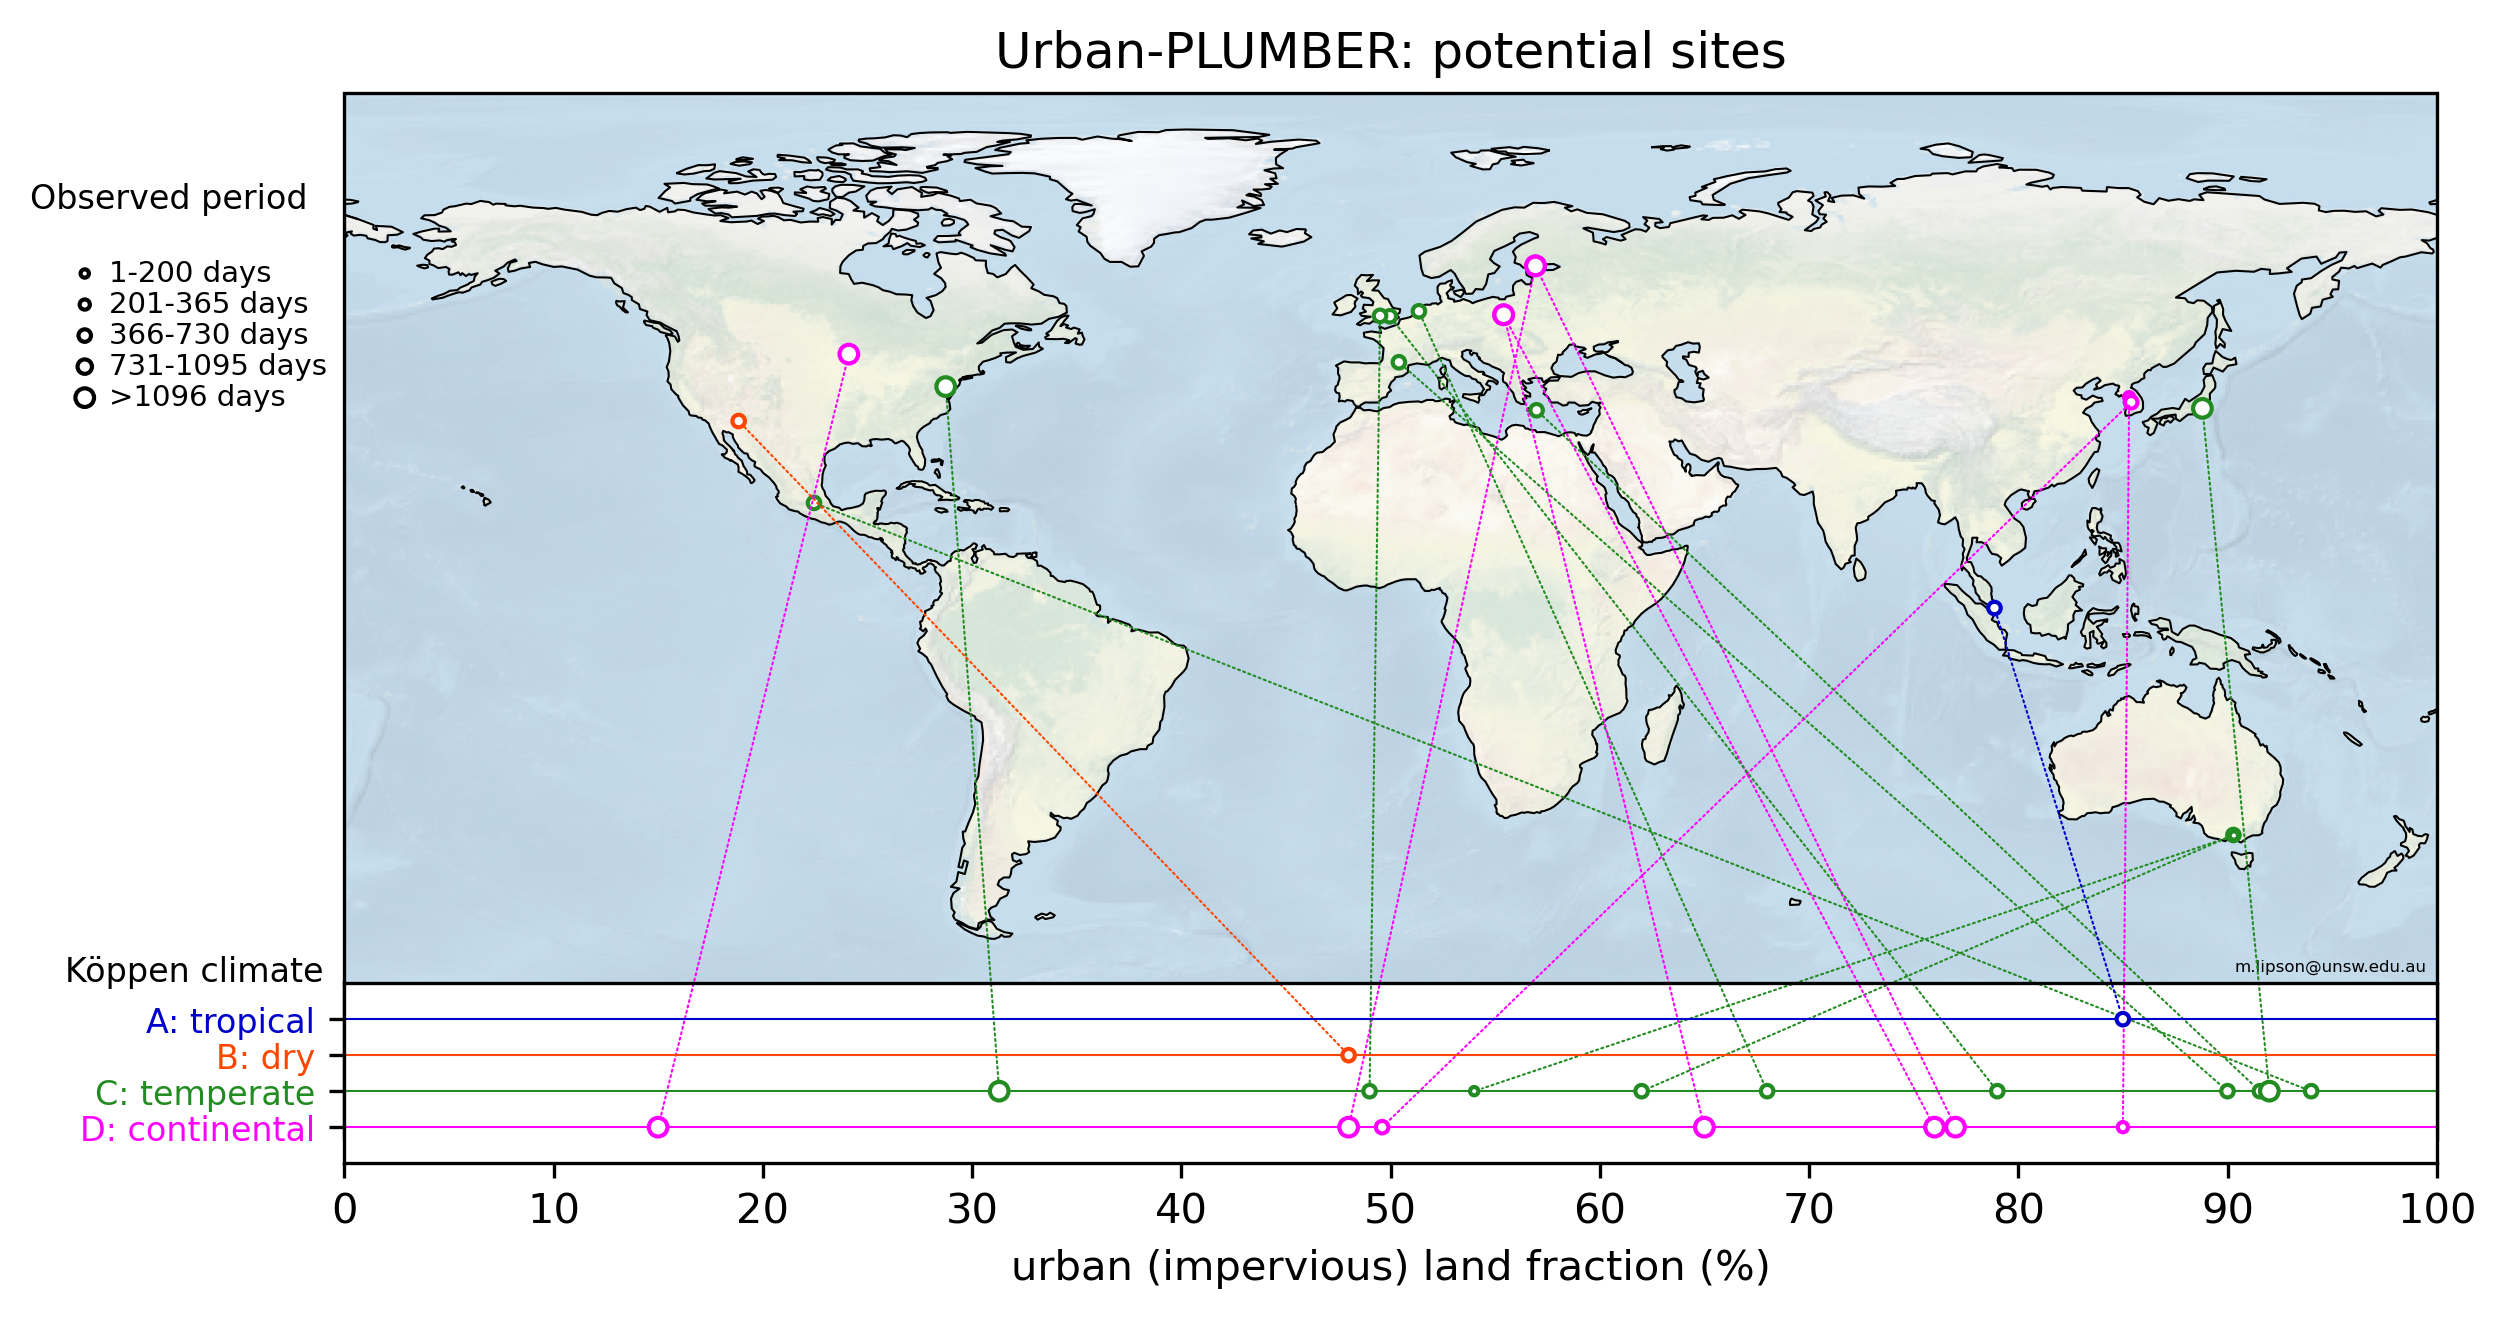 Urban-PLUMBER: potential sites
Observed period
1-200 days
201-365 days
366-730 days
731-1095 days
>1096 days
m.lipson@unsw.edu.au
Köppen climate
A: tropical
B: dry
C: temperate
D: continental
0 10 20 30 40 50 60 70 80 90 100
urban (impervious) land fraction (%)